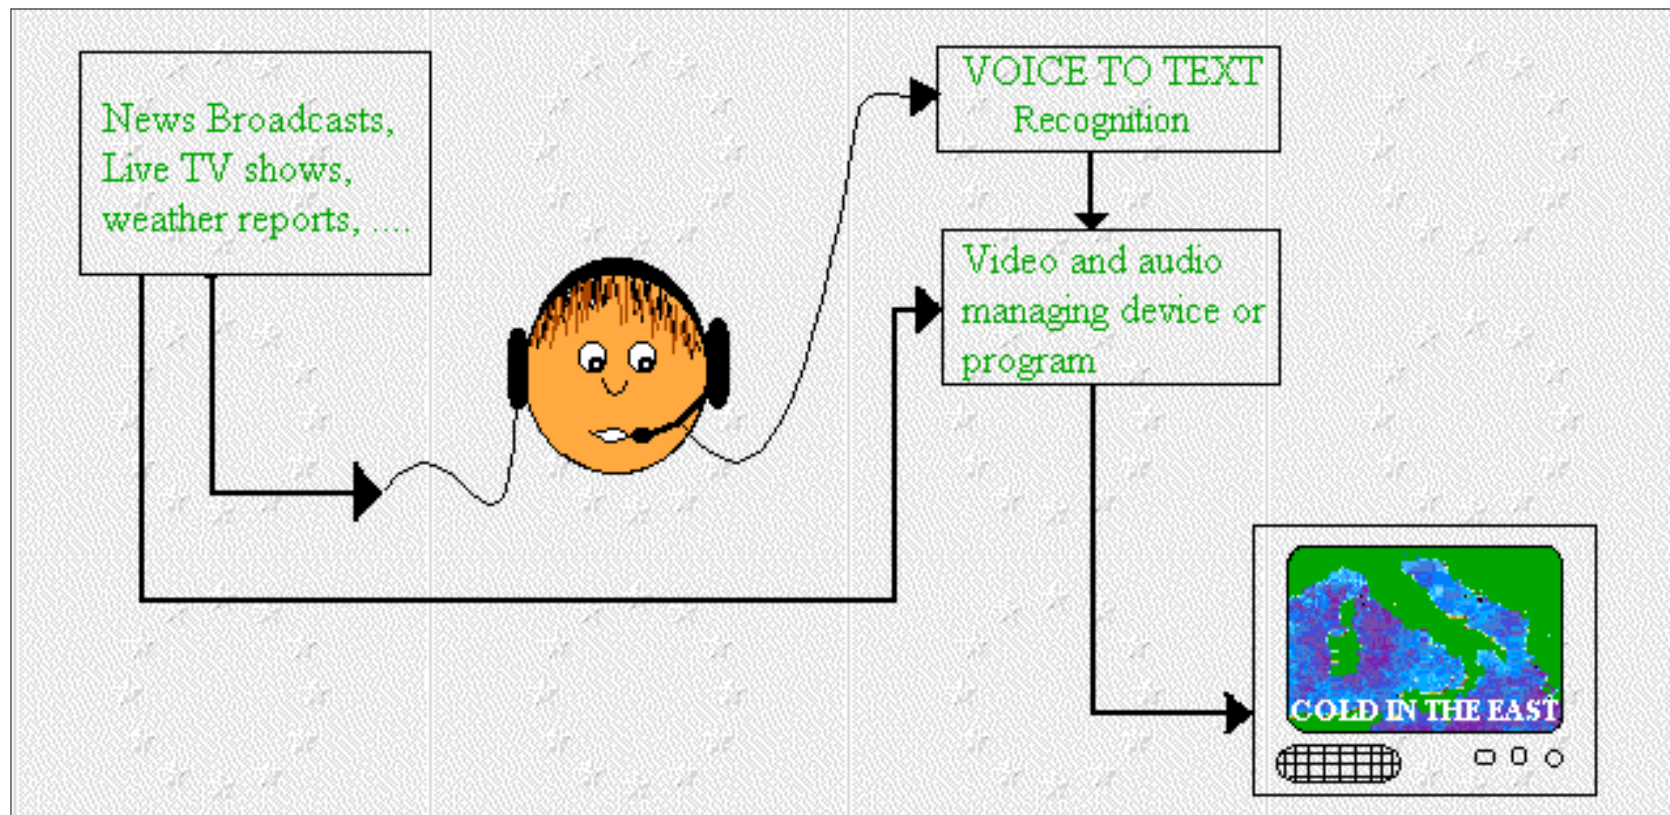 News Broadcasts,
Live TV shows,
weather reports, ....
VOICE TO TEXT
Recognition
Video and audio
managing device or
program
COLD IN THE EAST